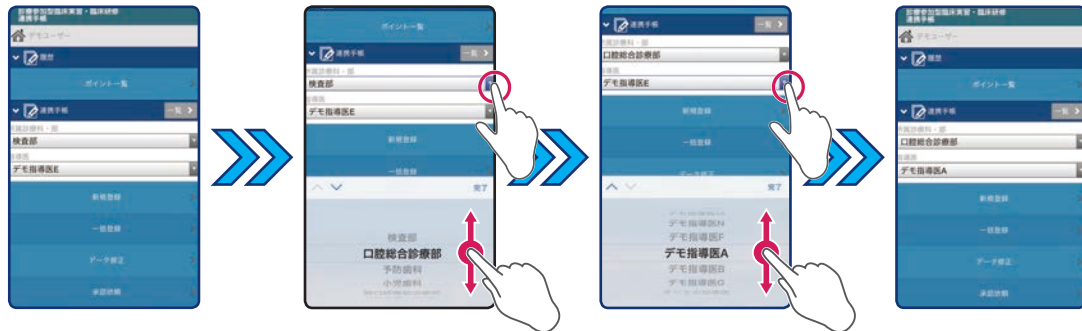 診療参加型臨床実習・臨床研修
連携手帳
デモユーザー
履歴
ポイント一覧
連携手帳
一覧
検査部
デモ指導医E
新規登録
一括登録
データ修正
承認依頼
ポイント一覧
連携手帳
一覧
検査部
デモ指導医E
新規登録
一括登録
完了
検査部
口腔総合診療部
予防歯科
小児歯科
連携手帳
一覧
口腔総合診療部
デモ指導医E
新規登録
一括登録
データ修正
完了
デモ指導医N
デモ指導医F
デモ指導医A
デモ指導医B
デモ指導医G
診療参加型臨床実習・臨床研修
連携手帳
デモユーザー
履歴
ポイント一覧
連携手帳
一覧
口腔総合診療部
デモ指導医A
新規登録
一括登録
データ修正
承認依頼